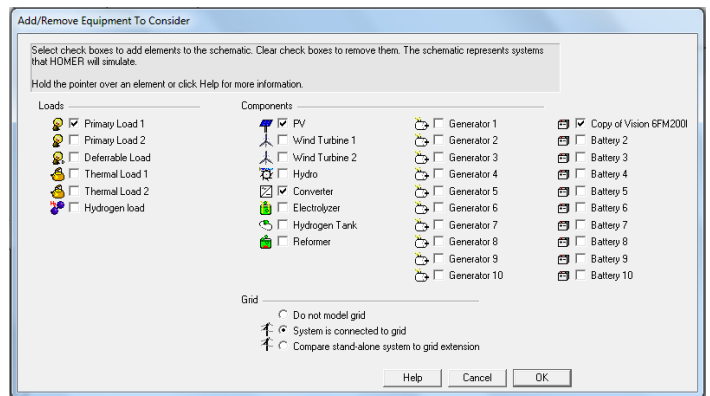 Add/Remove Equipment To Consider
Select check boxes to add elements to the schematic. Clear check boxes to remove them. The schematic represents systems
that HOMER will simulate.
Hold the pointer over an element or click Help for more information.
Loads
Primary Load 1
Primary Load 2
Deferrable Load
Thermal Load 1
Thermal Load 2
Hydrogen load
Components
PV
Wind Turbine 1
Wind Turbine 2
Hydro
Converter
Electrolyzer
Hydrogen Tank
Reformer
Generator 1
Generator 2
Generator 3
Generator 4
Generator 5
Generator 6
Generator 7
Generator 8
Generator 9
Generator 10
Copy of Vision 6FM200I
Battery 2
Battery 3
Battery 4
Battery 5
Battery 6
Battery 7
Battery 8
Battery 9
Battery 10
Grid
Do not model grid
System is connected to grid
Compare stand-alone system to grid extension
Help
Cancel
OK